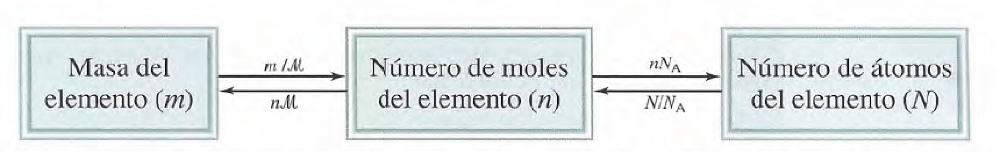 Masa del
elemento (m)
m/ℳ
nℳ
Número de moles
del elemento (n)
nN_A
N/N_A
Número de átomos
del elemento (N)